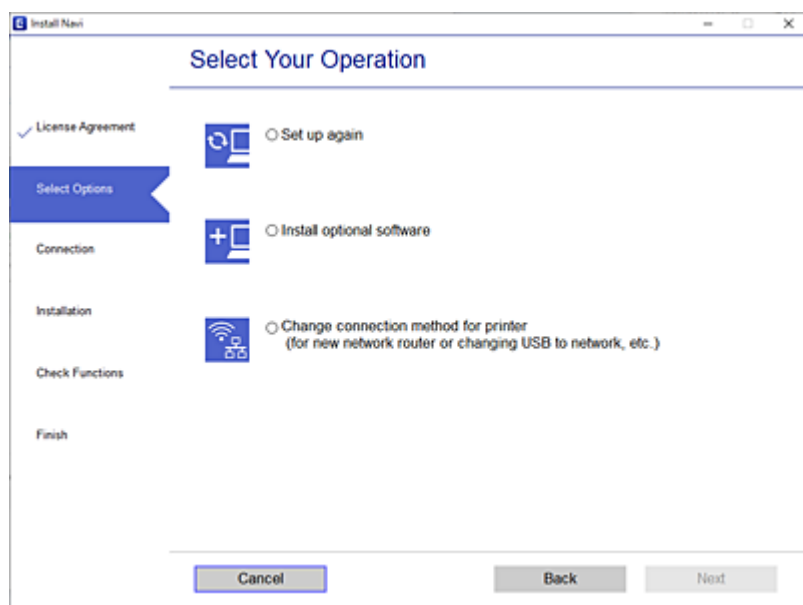 Install Navi
Select Your Operation
License Agreement
Select Options
Connection
Installation
Check Functions
Finish
Set up again
Install optional software
Change connection method for printer
(for new network router or changing USB to network, etc.)
Cancel
Back
Next